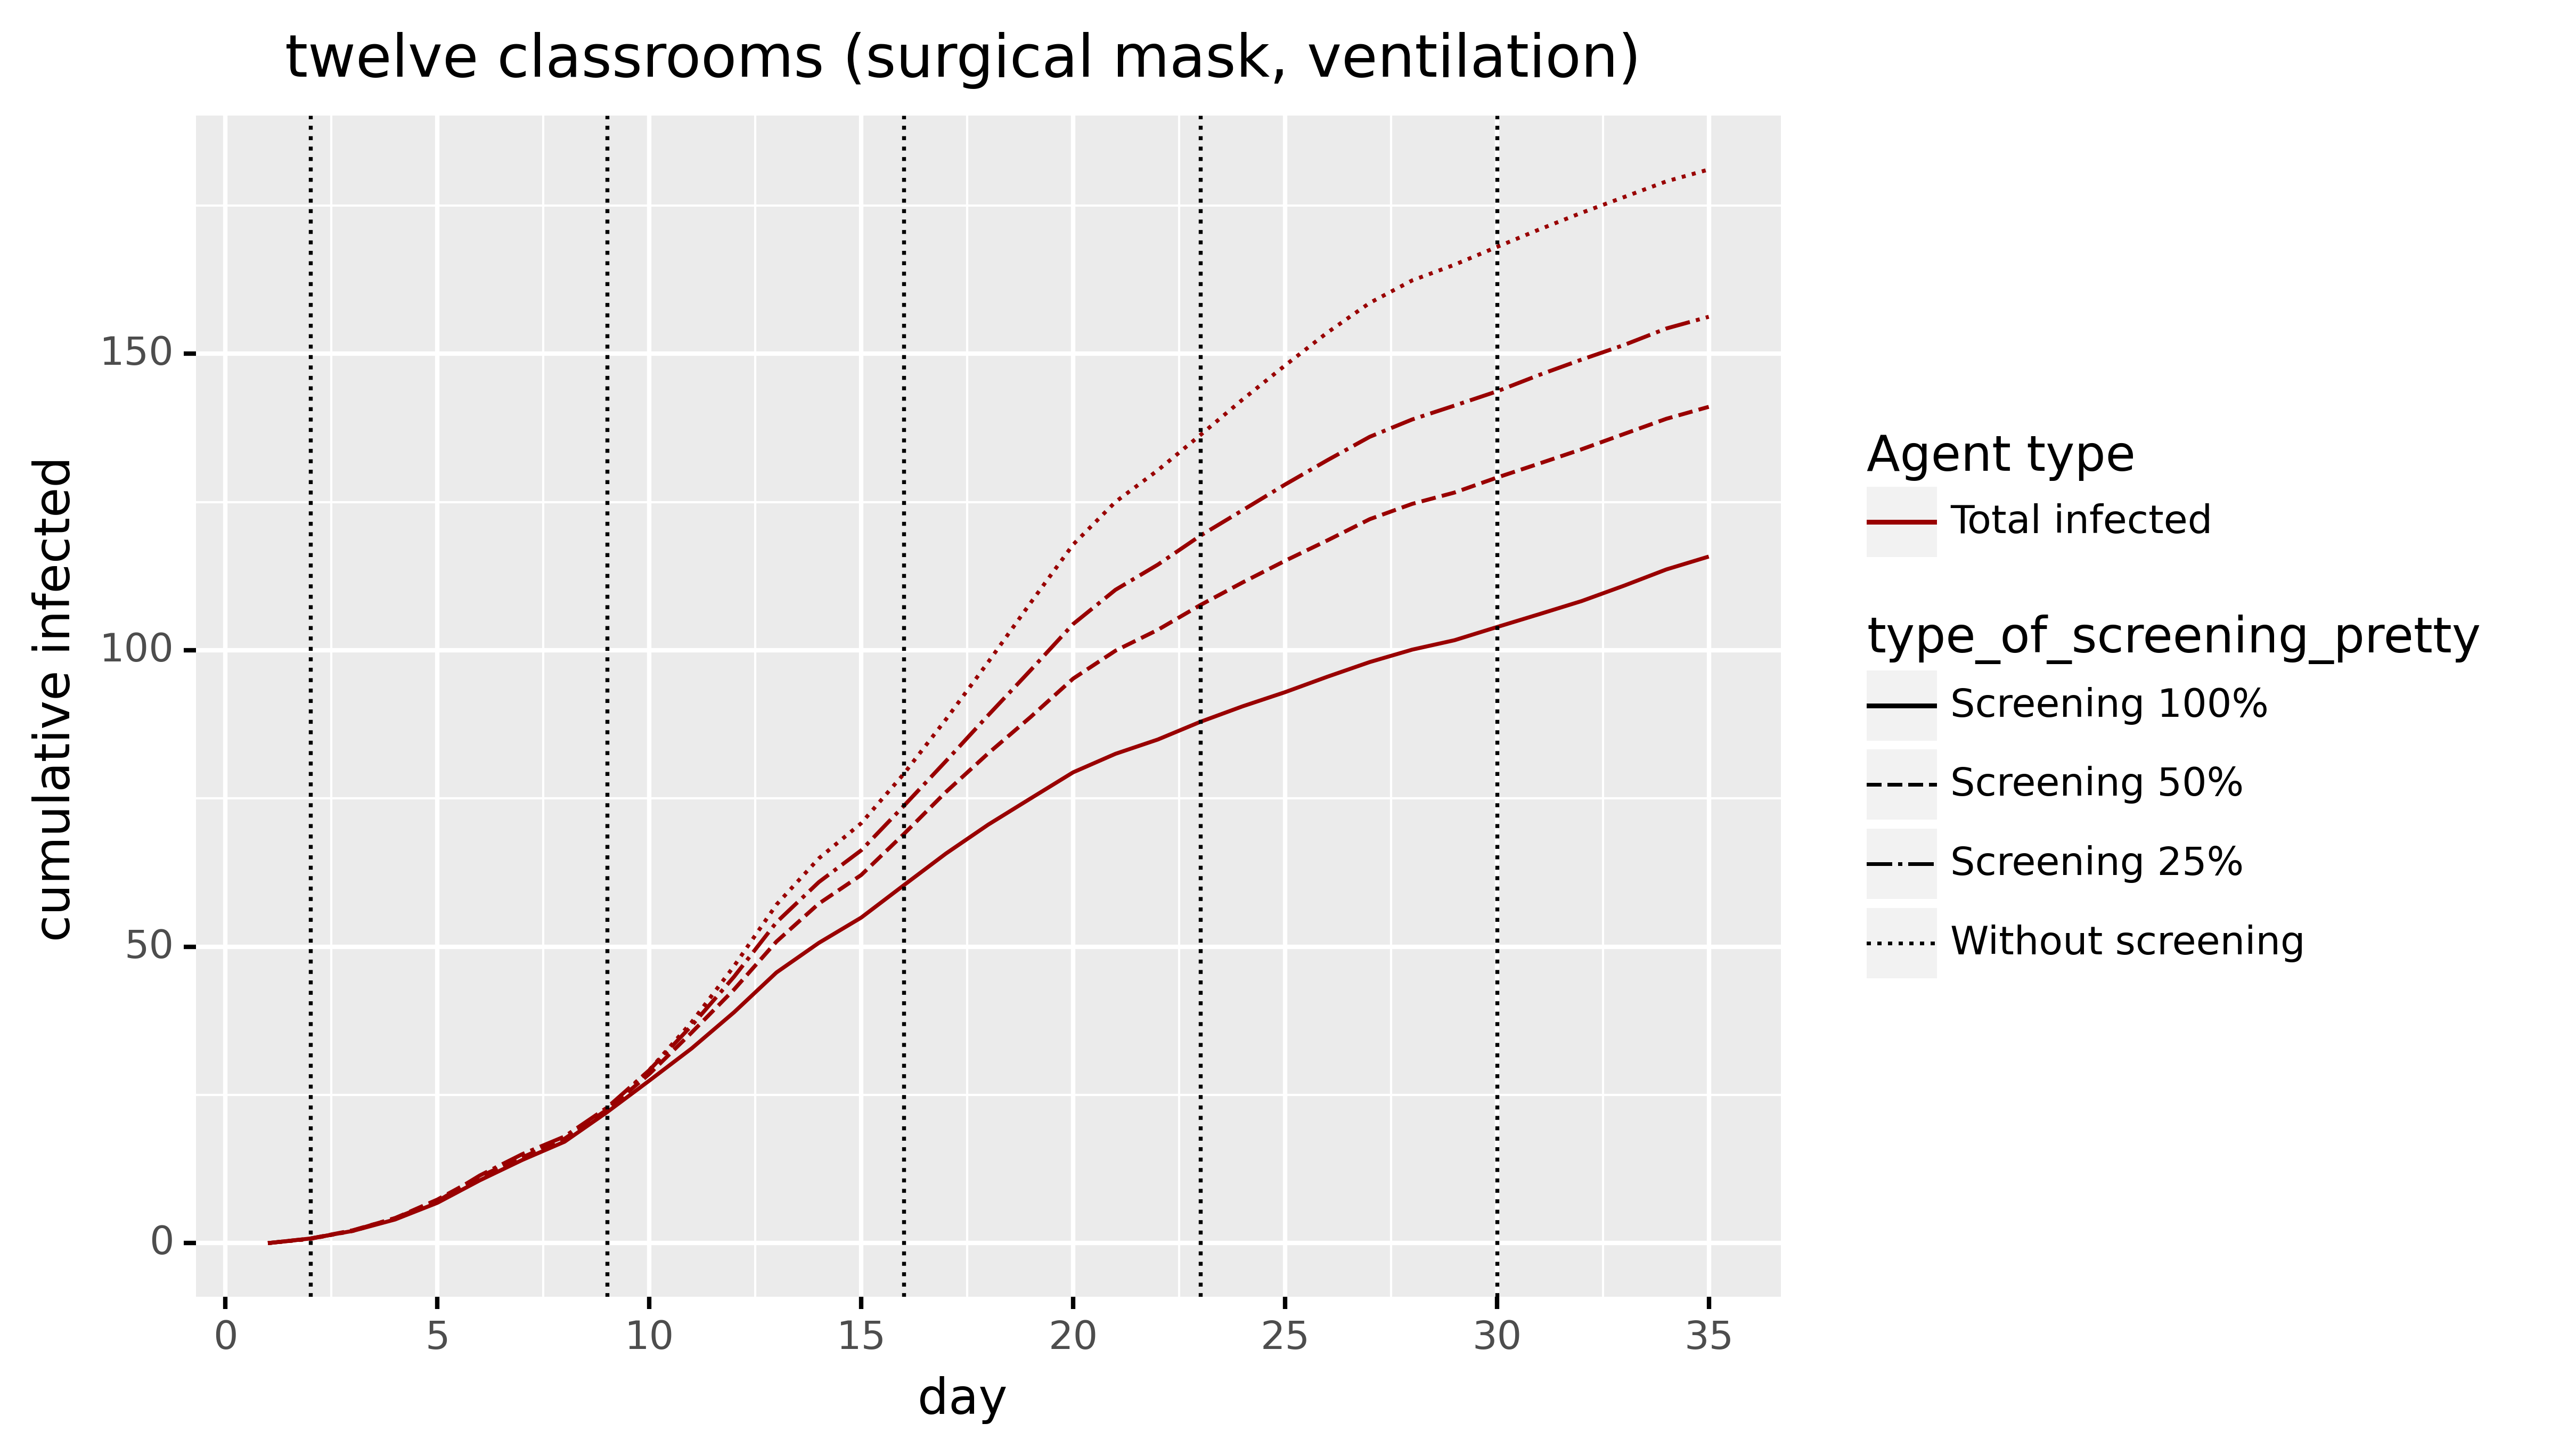 twelve classrooms (surgical mask, ventilation)
cumulative infected
150
100
50
0
0 5 10 15 20 25 30 35
day
Agent type
Total infected
type_of_screening_pretty
Screening 100%
Screening 50%
Screening 25%
Without screening